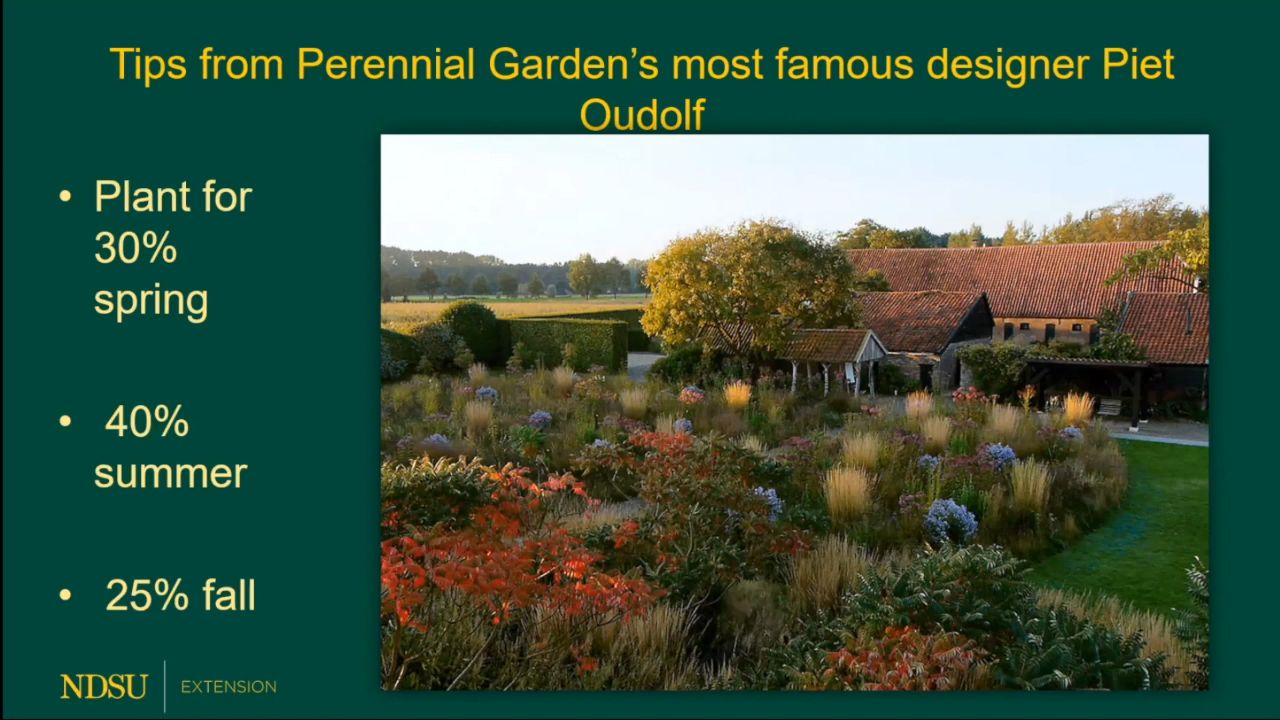 Tips from Perennial Garden’s most famous designer Piet
Oudolf
• Plant for
30%
spring
• 40%
summer
• 25% fall
NDSU EXTENSION